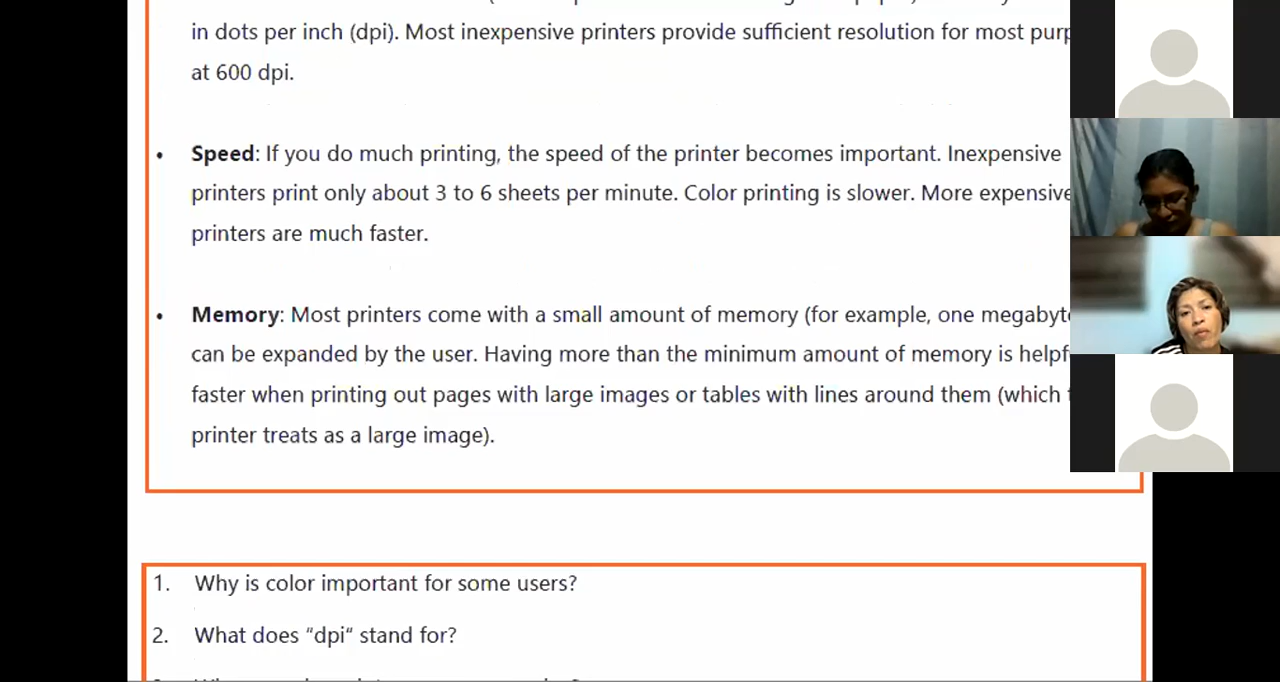 in dots per inch (dpi). Most inexpensive printers provide sufficient resolution for most
at 600 dpi.
• Speed: If you do much printing, the speed of the printer becomes important. Inexpensive
printers print only about 3 to 6 sheets per minute. Color printing is slower. More expensive
printers are much faster.
• Memory: Most printers come with a small amount of memory (for example, one
can be expanded by the user. Having more than the minimum amount of memory is
faster when printing out pages with large images or tables with lines around them (which
printer treats as a large image).
1. Why is color important for some users?
2. What does “dpi“ stand for?